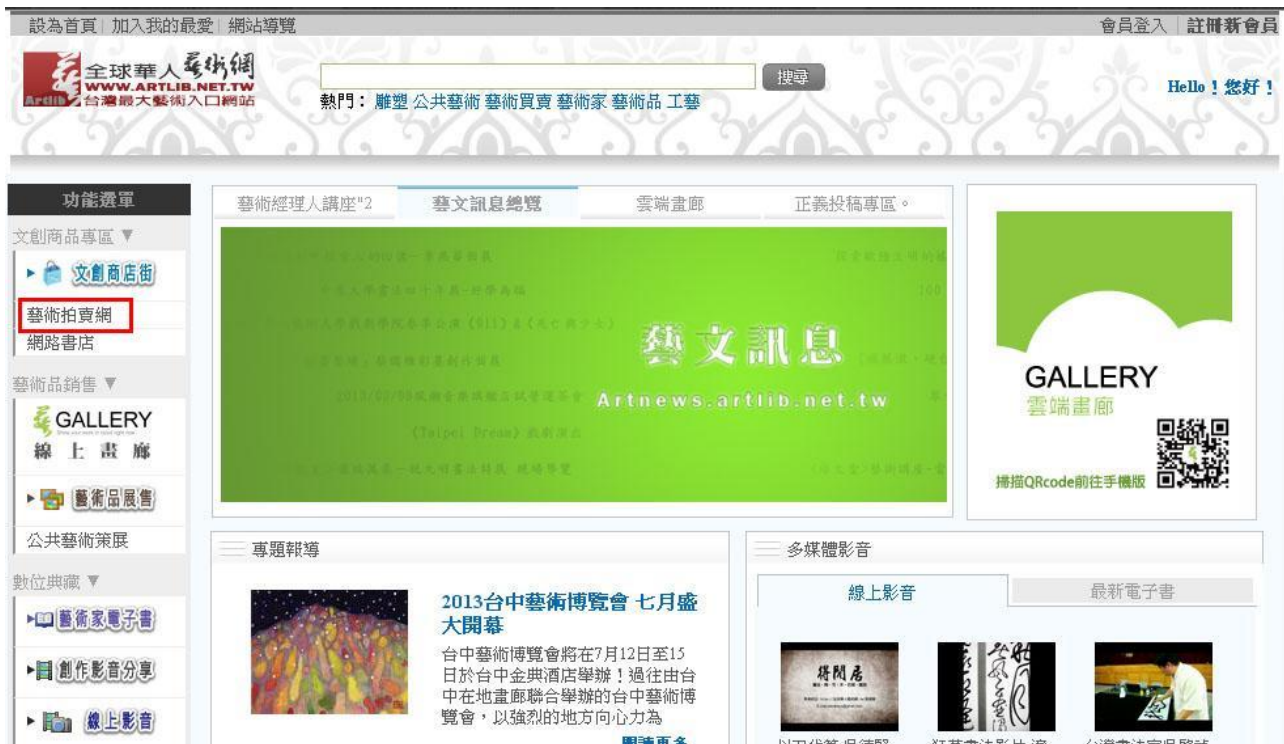 設為首頁 | 加入我的最愛 | 網站導覽
會員登入 | 註冊新會員
全球華人藝術網
WWW.ARTLIB.NET.TW
Artlib 台灣最大藝術入口網站
搜尋
熱門： 雕塑 公共藝術 藝術買賣 藝術家 藝術品 工藝
Hello！您好！
功能選單
文創商品專區 ▼
文創商店街
藝術拍賣網
網路書店
藝術品銷售 ▼
GALLERY
線上畫廊
藝術品展售
公共藝術策展
數位典藏 ▼
藝術家電子書
創作影音分享
線上影音
藝術經理人講座"2
藝文訊息總覽
雲端畫廊
正義投稿專區。
藝文訊息
Artnews.artlib.net.tw
GALLERY
雲端畫廊
掃描QRcode前往手機版
專題報導
2013台中藝術博覽會 七月盛
大開幕
台中藝術博覽會將在7月12日至15
日於台中金典酒店舉辦！過往由台
中在地畫廊聯合舉辦的台中藝術博
覽會，以強烈的地方向心力為
閱讀更多
多媒體影音
線上影音
最新電子書
得閒居